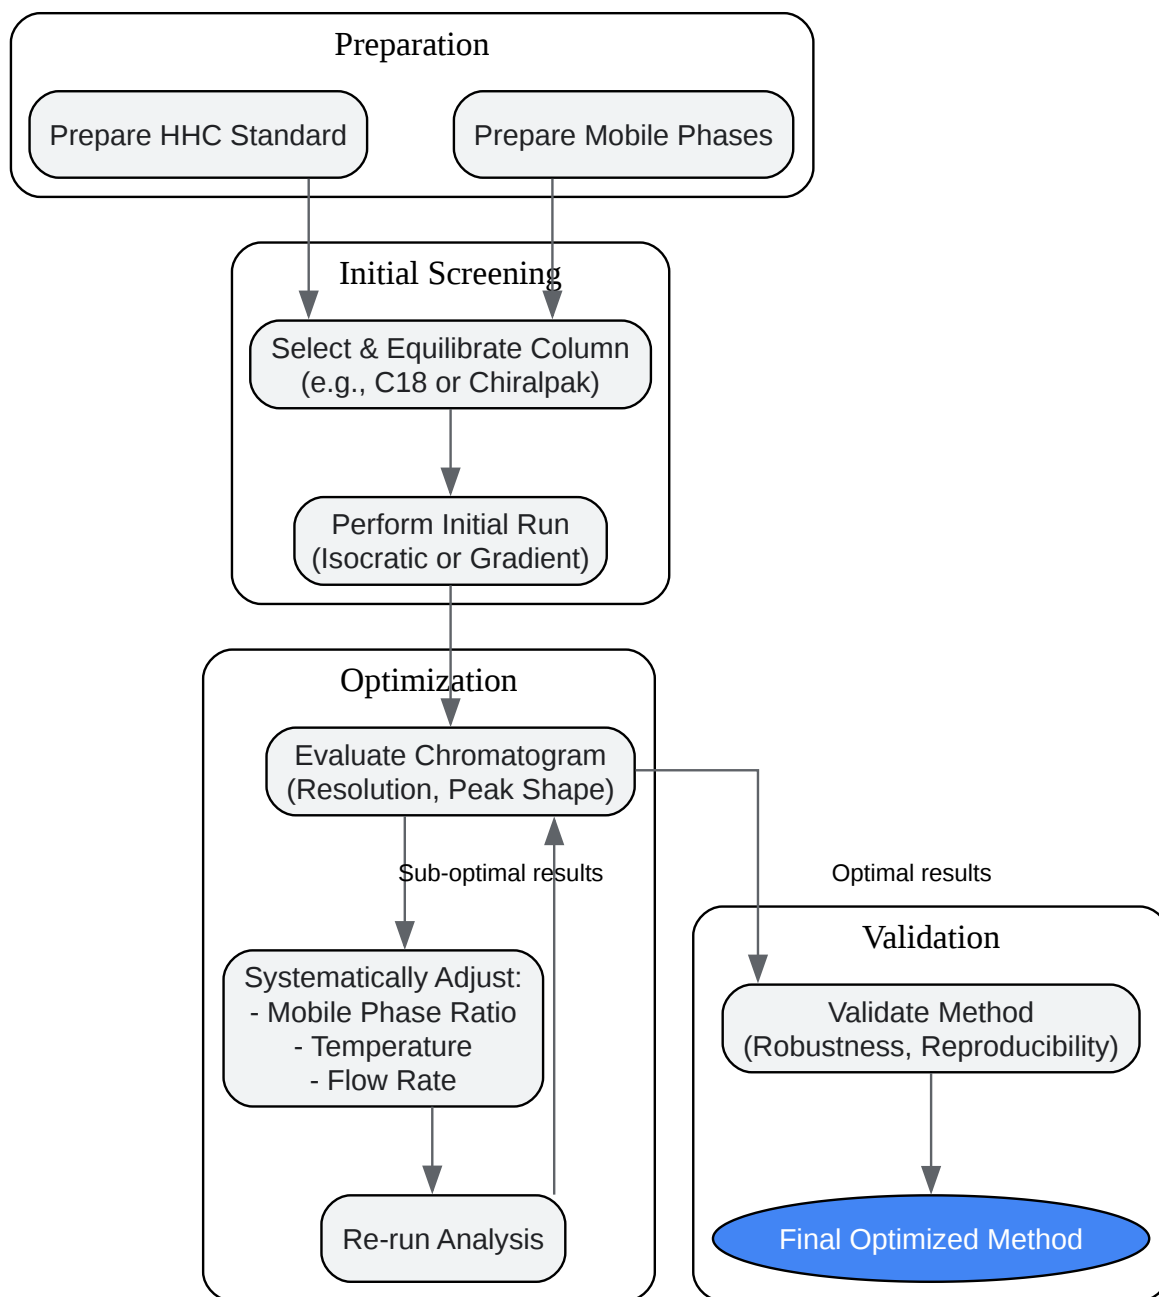 Preparation
Prepare HHC Standard
Prepare Mobile Phases
Initial Screening
Select & Equilibrate Column
(e.g., C18 or Chiralpak)
Perform Initial Run
(Isocratic or Gradient)
Optimization
Evaluate Chromatogram
(Resolution, Peak Shape)
Sub-optimal results
Optimal results
Systematically Adjust:
- Mobile Phase Ratio
- Temperature
- Flow Rate
Re-run Analysis
Validation
Validate Method
(Robustness, Reproducibility)
Final Optimized Method